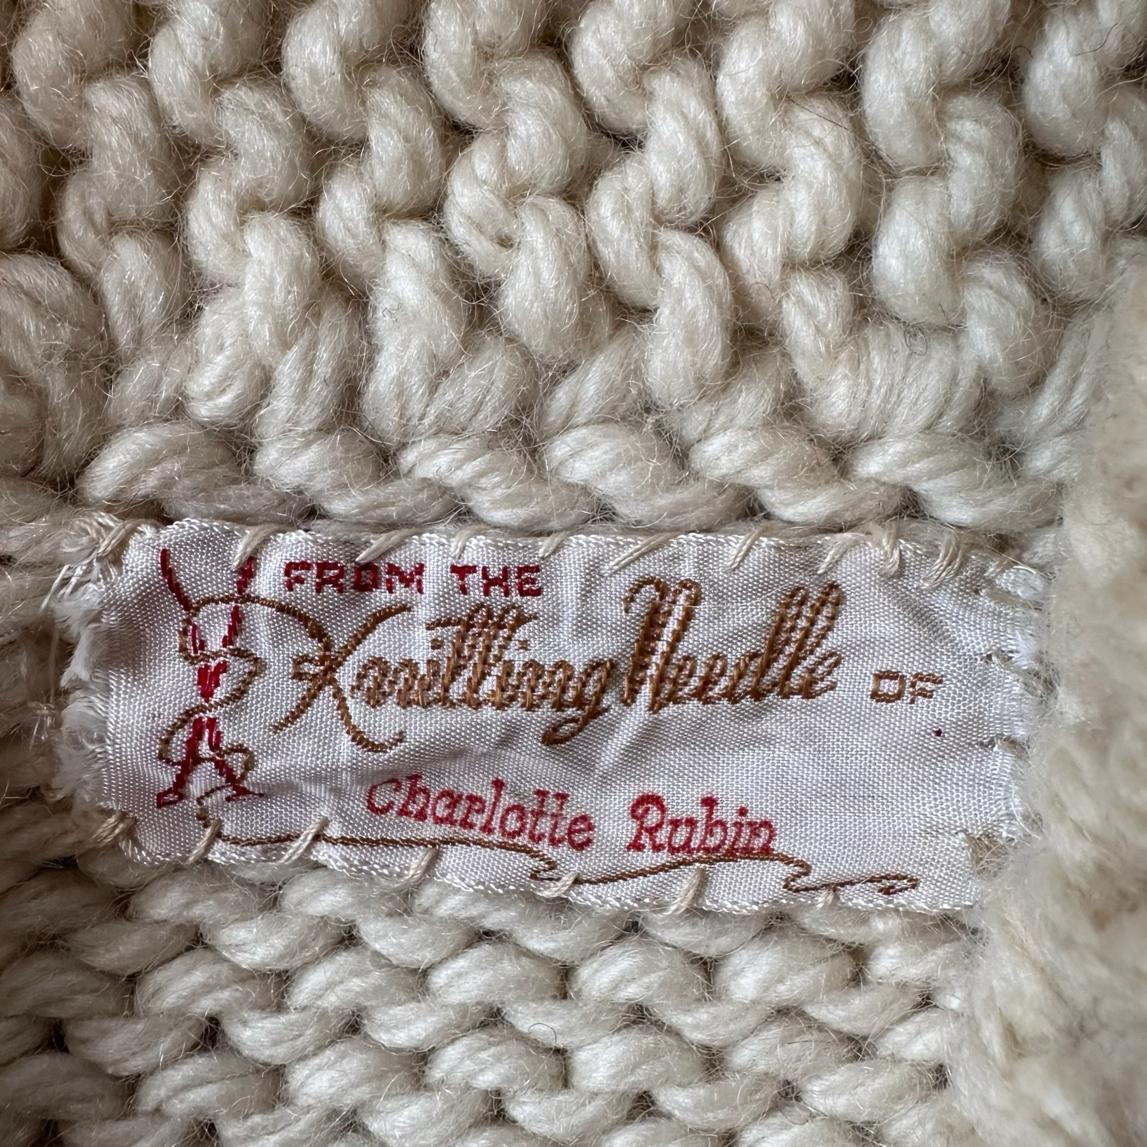 FROM THE
Knitting Needle OF
Charlotte Rubin